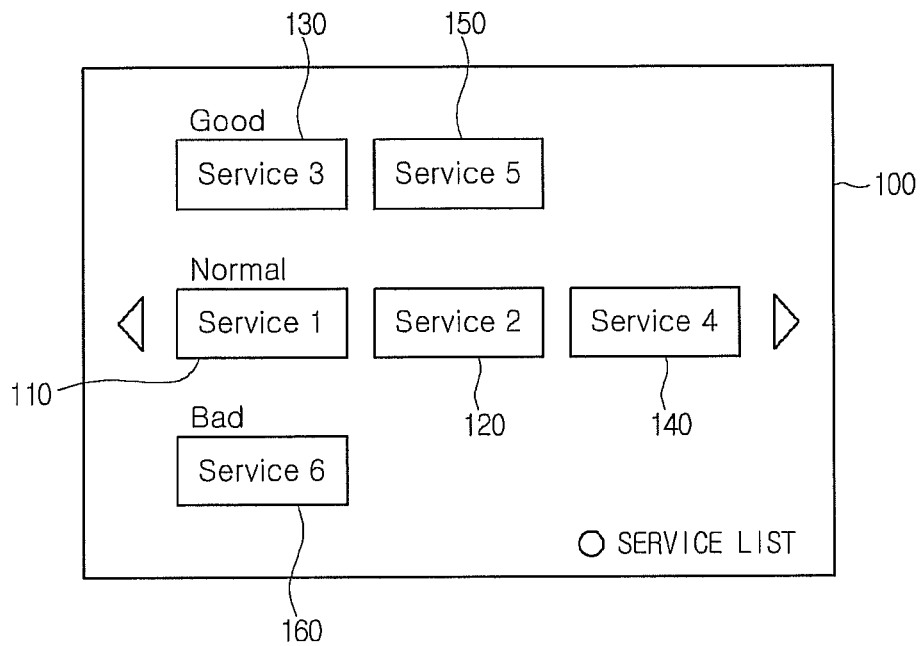 130 150
Good
Service 3 Service 5
100
Normal
Service 1 Service 2 Service 4
110
120 140
Bad
Service 6
SERVICE LIST
160